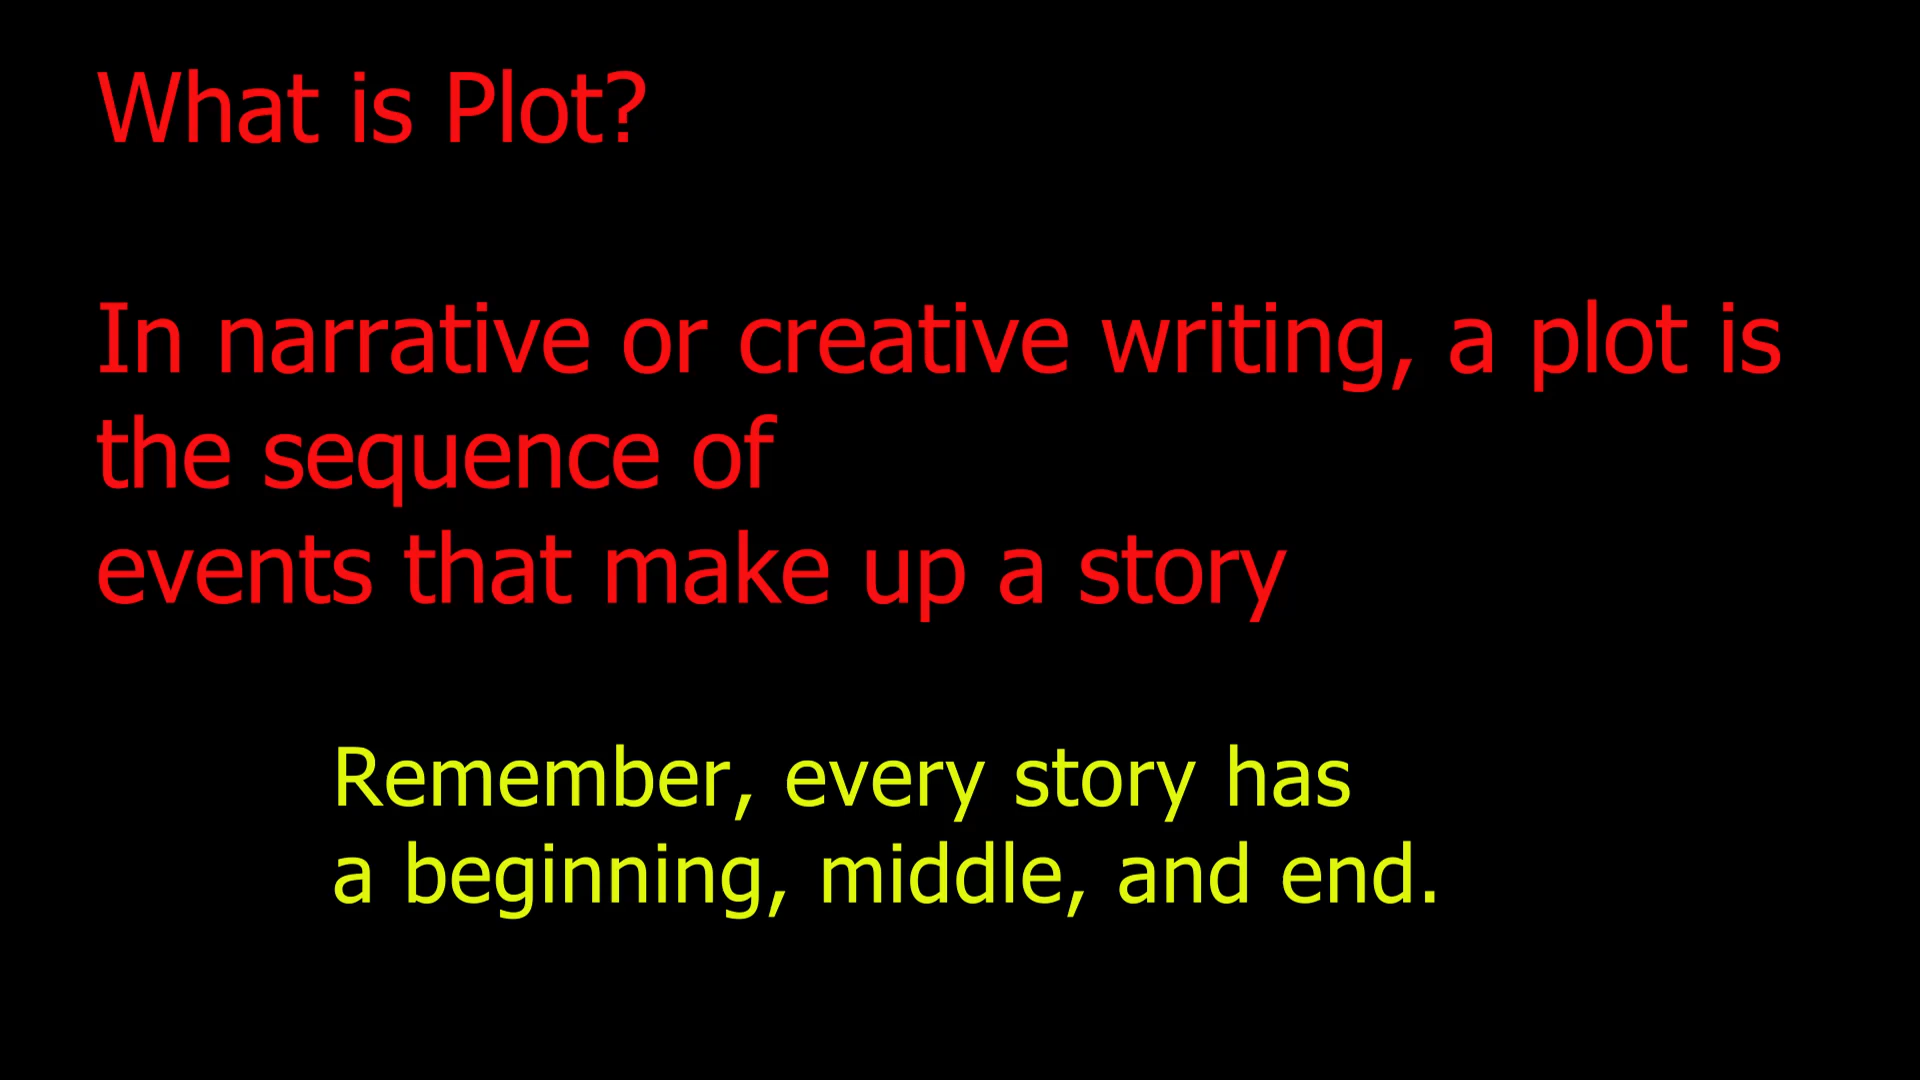 What is Plot?
In narrative or creative writing, a plot is
the sequence of
events that make up a story
Remember, every story has
a beginning, middle, and end.